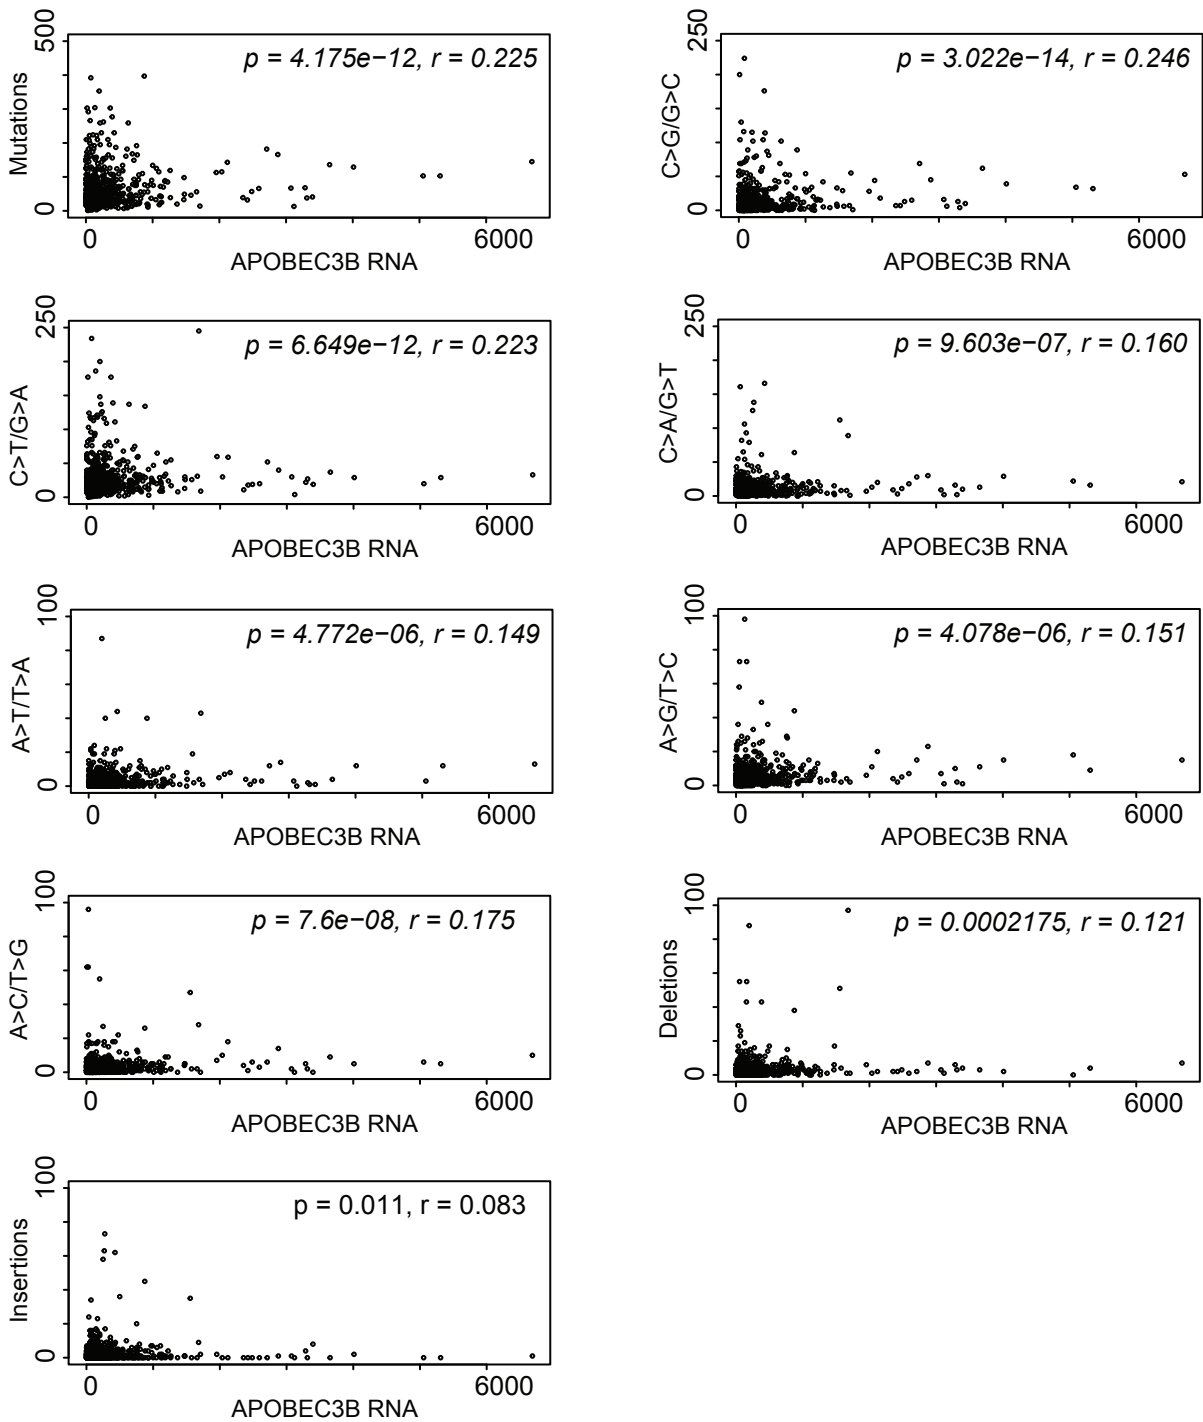 500
0
Mutations
p = 4.175e−12, r = 0.225
0
6000
APOBEC3B RNA
250
0
C>G/G>C
p = 3.022e−14, r = 0.246
0
6000
APOBEC3B RNA
250
0
C>T/G>A
p = 6.649e−12, r = 0.223
0
6000
APOBEC3B RNA
250
0
C>A/G>T
p = 9.603e−07, r = 0.160
0
6000
APOBEC3B RNA
100
0
A>T/T>A
p = 4.772e−06, r = 0.149
0
6000
APOBEC3B RNA
100
0
A>G/T>C
p = 4.078e−06, r = 0.151
0
6000
APOBEC3B RNA
100
0
A>C/T>G
p = 7.6e−08, r = 0.175
0
6000
APOBEC3B RNA
100
0
Deletions
p = 0.0002175, r = 0.121
0
6000
APOBEC3B RNA
100
0
Insertions
p = 0.011, r = 0.083
0
6000
APOBEC3B RNA